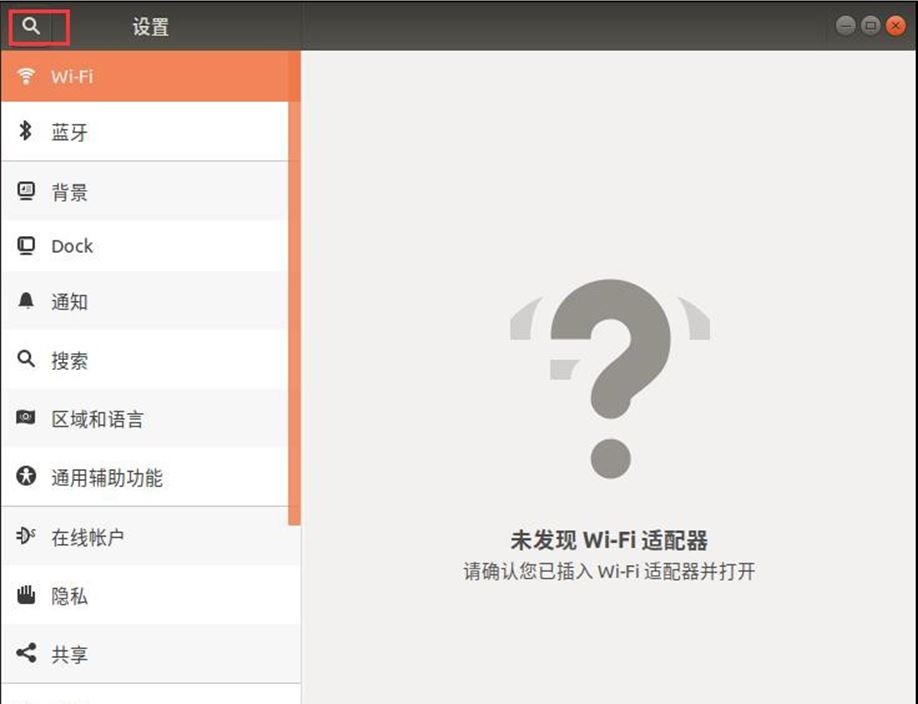 设置
Wi-Fi
蓝牙
背景
Dock
通知
搜索
区域和语言
通用辅助功能
在线帐户
隐私
共享
未发现 Wi-Fi 适配器
请确认您已插入 Wi-Fi 适配器并打开